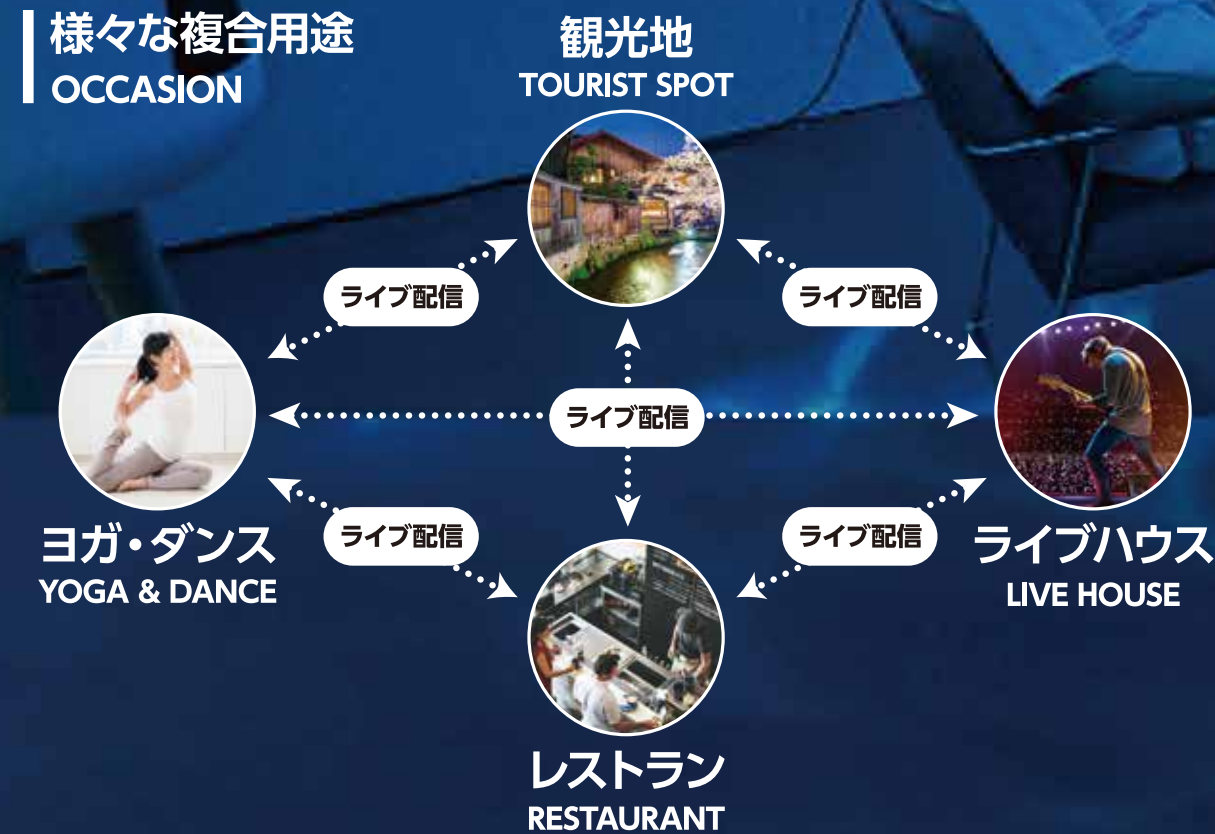 様々な複合用途
OCCASION
観光地
TOURIST SPOT
ライブ配信
ライブ配信
ライブ配信
ヨガ・ダンス
YOGA & DANCE
ライブ配信
ライブ配信
ライブハウス
LIVE HOUSE
レストラン
RESTAURANT